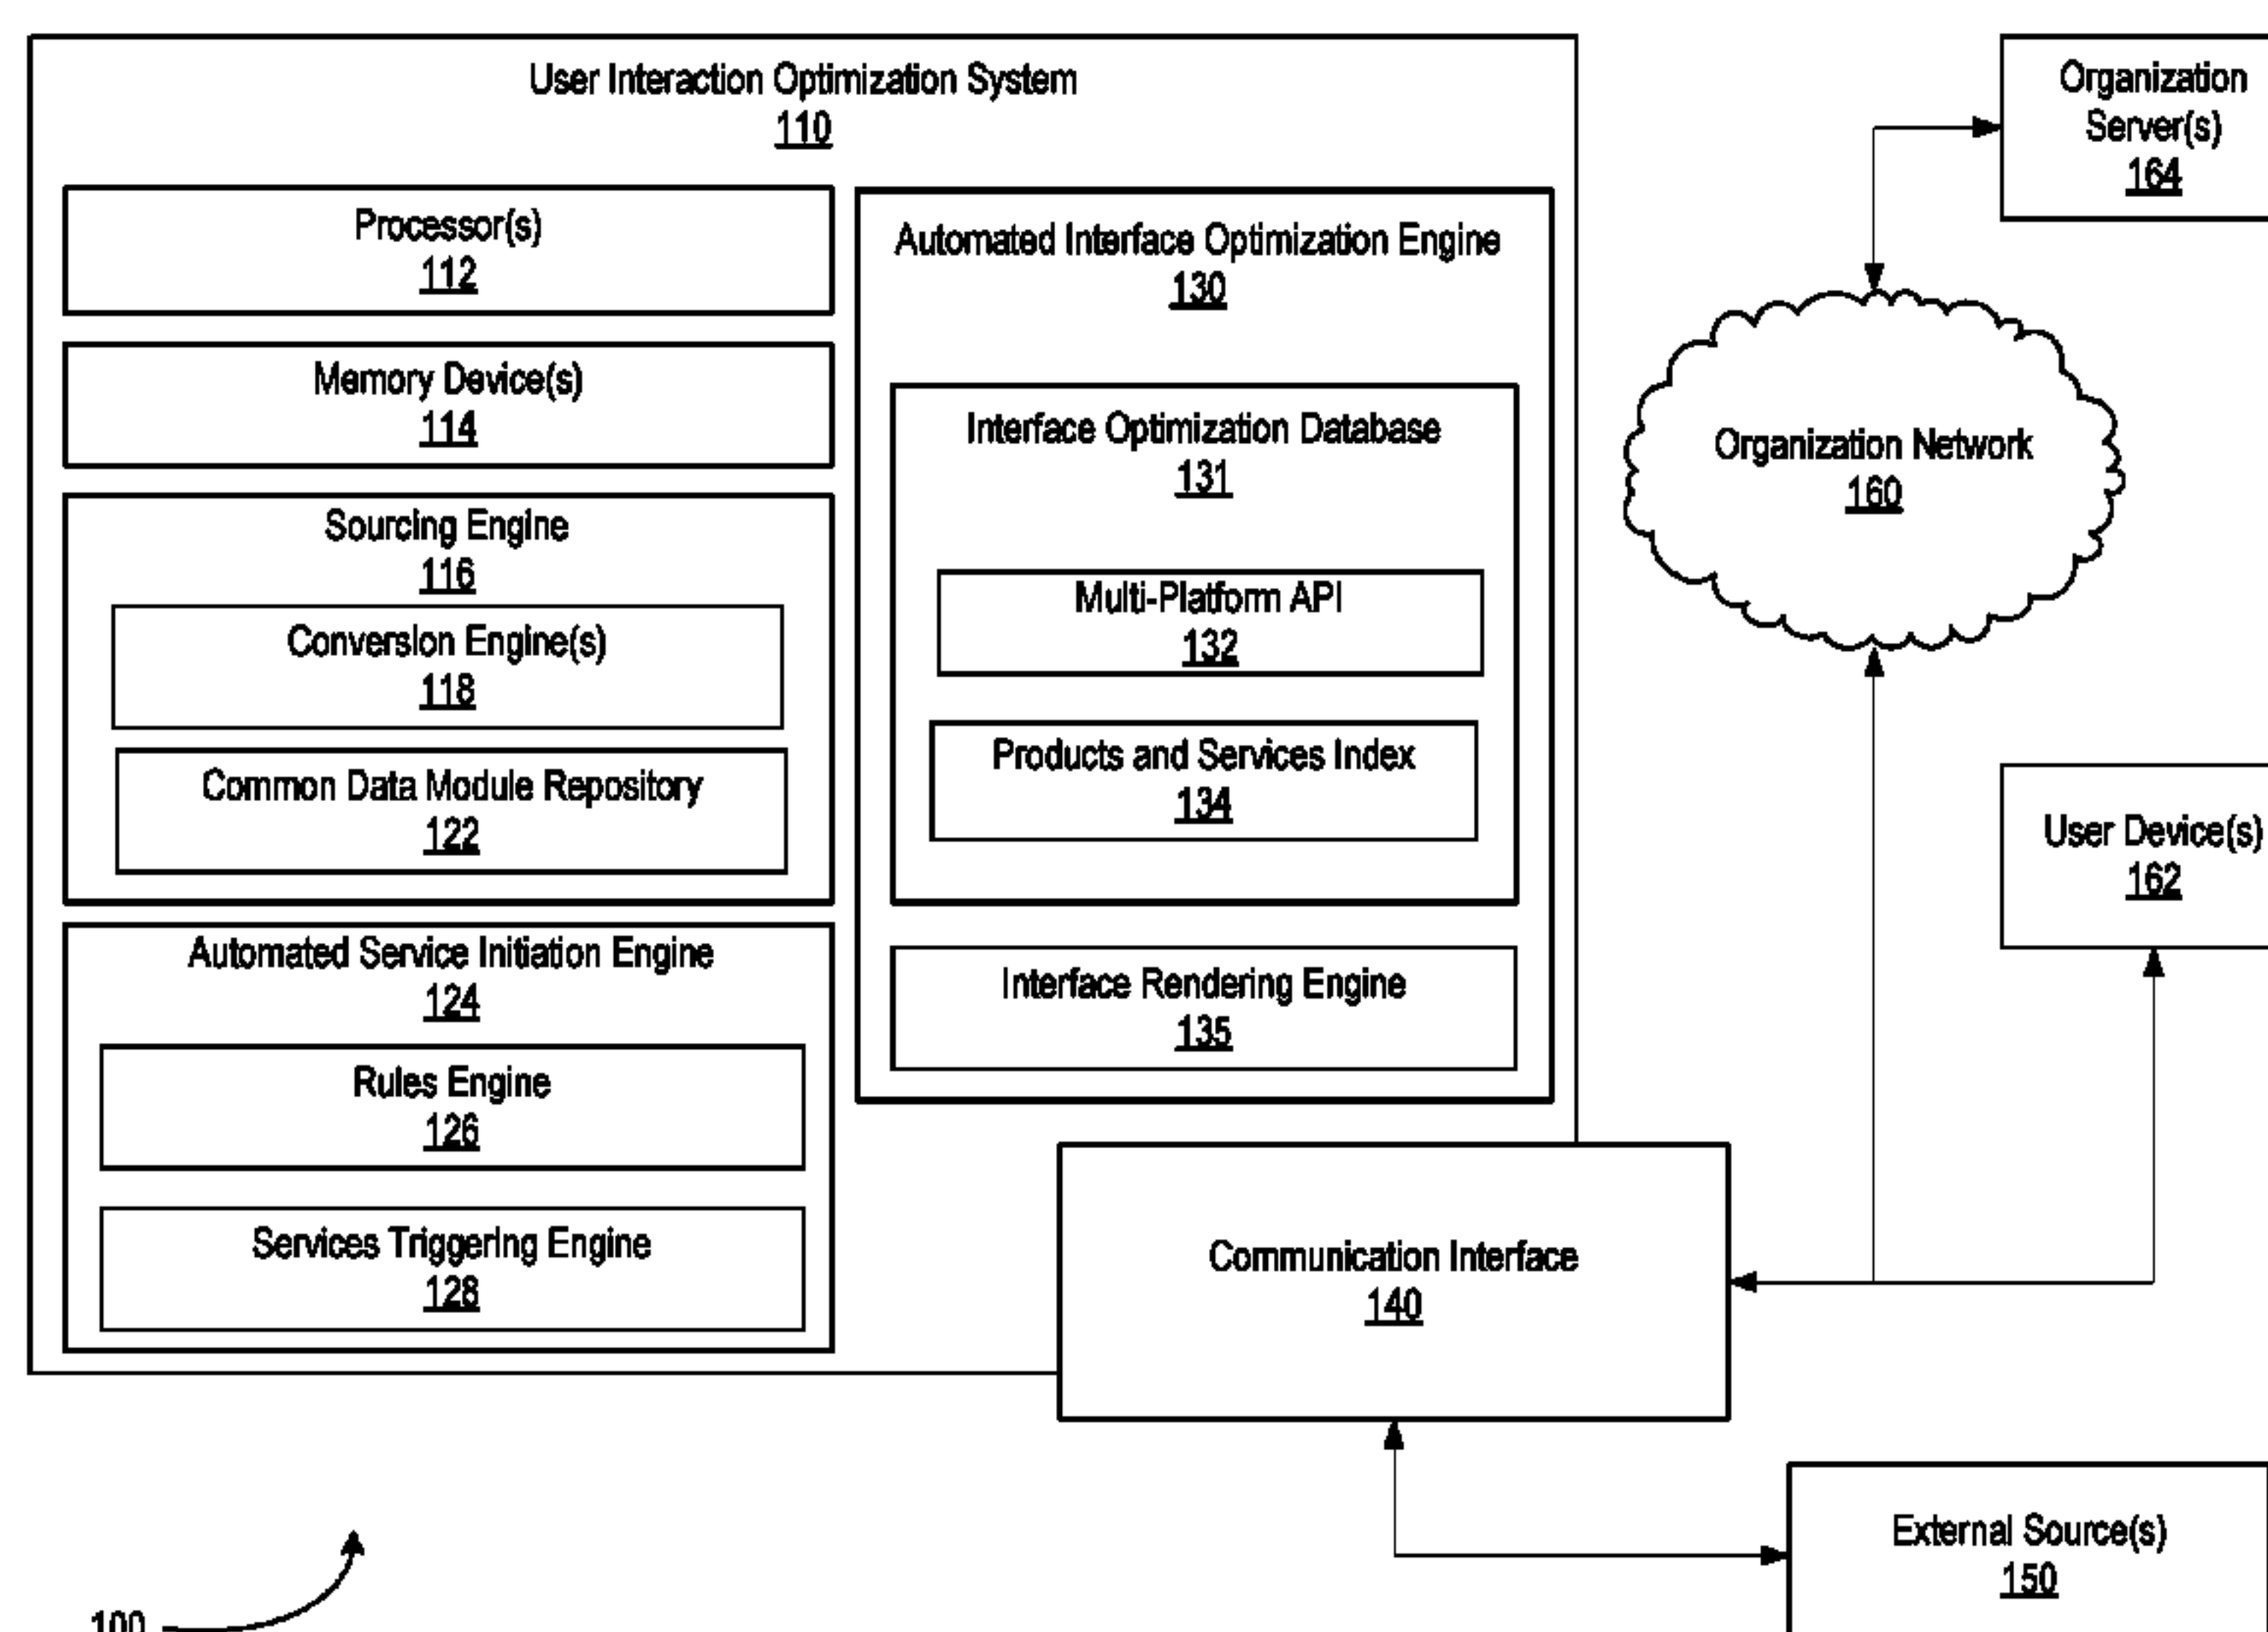 User Interaction Optimization System
110
Processor(s)
112
Memory Device(s)
114
Sourcing Engine
116
Conversion Engine(s)
118
Common Data Module Repository
122
Automated Service Initiation Engine
124
Rules Engine
126
Services Triggering Engine
128
Automated Interface Optimization Engine
130
Interface Optimization Database
131
Multi-Platform API
132
Products and Services Index
134
Interface Rendering Engine
135
Communication Interface
140
Organization
Server(s)
164
Organization Network
160
User Device(s)
162
External Source(s)
150
100